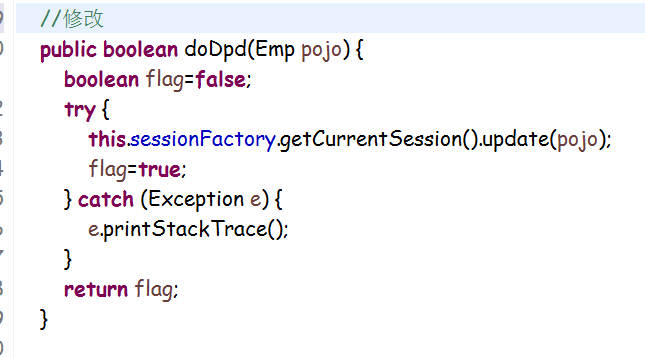 //修改
public boolean doDpd(Emp pojo) {
boolean flag=false;
try {
this.sessionFactory.getCurrentSession().update(pojo);
flag=true;
} catch (Exception e) {
e.printStackTrace();
}
return flag;
}